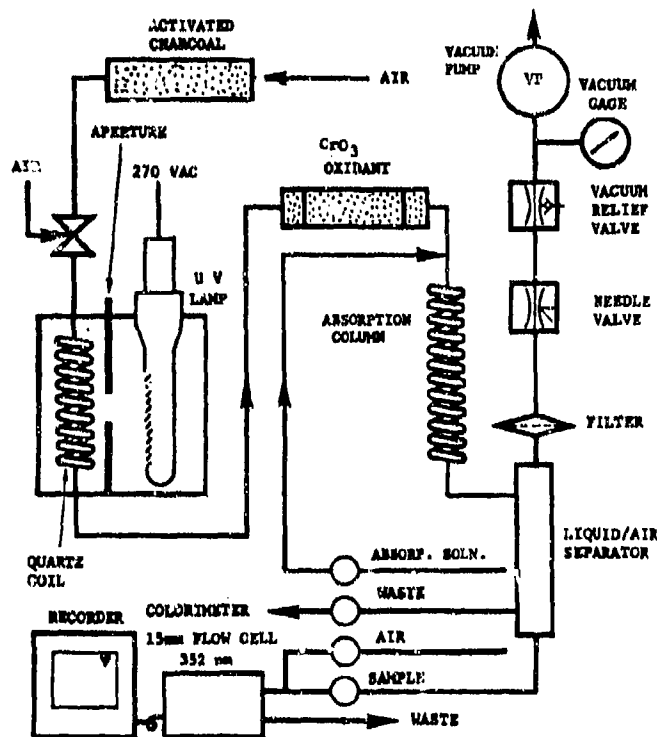 ACTIVATED
CHARCOAL
AIR
APERTURE
AIR
270 VAC
U V
LAMP
CrO3
OXIDANT
VACUUM
PUMP
VP
VACUUM
GAGE
VACUUM
RELIEF
VALVE
NEEDLE
VALVE
ABSORPTION
COLUMN
FILTER
LIQUID/AIR
SEPARATOR
QUARTZ
COIL
ABSORP. SOLN.
WASTE
RECORDER
COLORIMETER
15mm FLOW CELL
352 nm
AIR
SAMPLE
WASTE